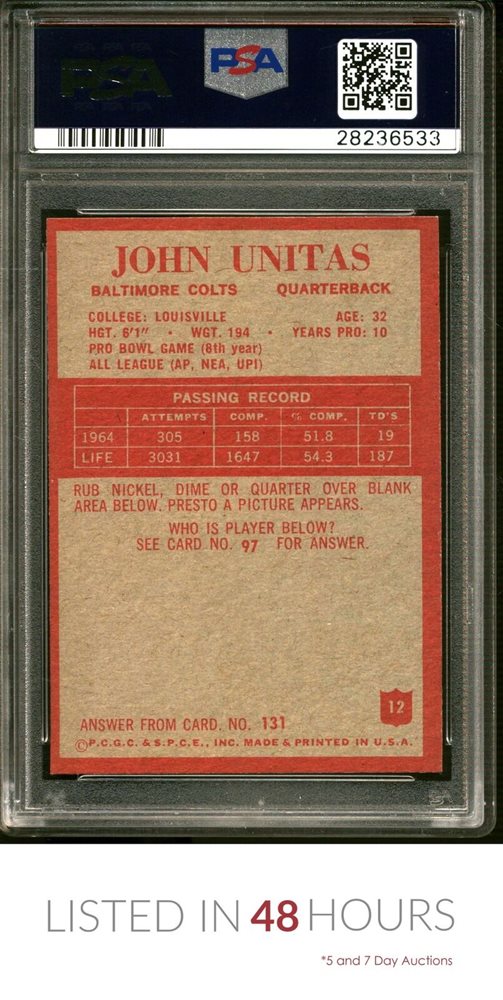 PSA
28236533
JOHN UNITAS
BALTIMORE COLTS QUARTERBACK
COLLEGE: LOUISVILLE AGE: 32
HGT. 6'1" • WGT. 194 • YEARS PRO: 10
PRO BOWL GAME (8th year)
ALL LEAGUE (AP, NEA, UPI)
PASSING RECORD
ATTEMPTS COMP. % COMP. TD'S
1964 305 158 51.8 19
LIFE 3031 1647 54.3 187
RUB NICKEL, DIME OR QUARTER OVER BLANK
AREA BELOW. PRESTO A PICTURE APPEARS.
WHO IS PLAYER BELOW?
SEE CARD NO. 97 FOR ANSWER.
12
ANSWER FROM CARD. NO. 131
©P.C.G.C. & S.P.C.E., INC. MADE & PRINTED IN U.S.A.
LISTED IN 48 HOURS
*5 and 7 Day Auctions